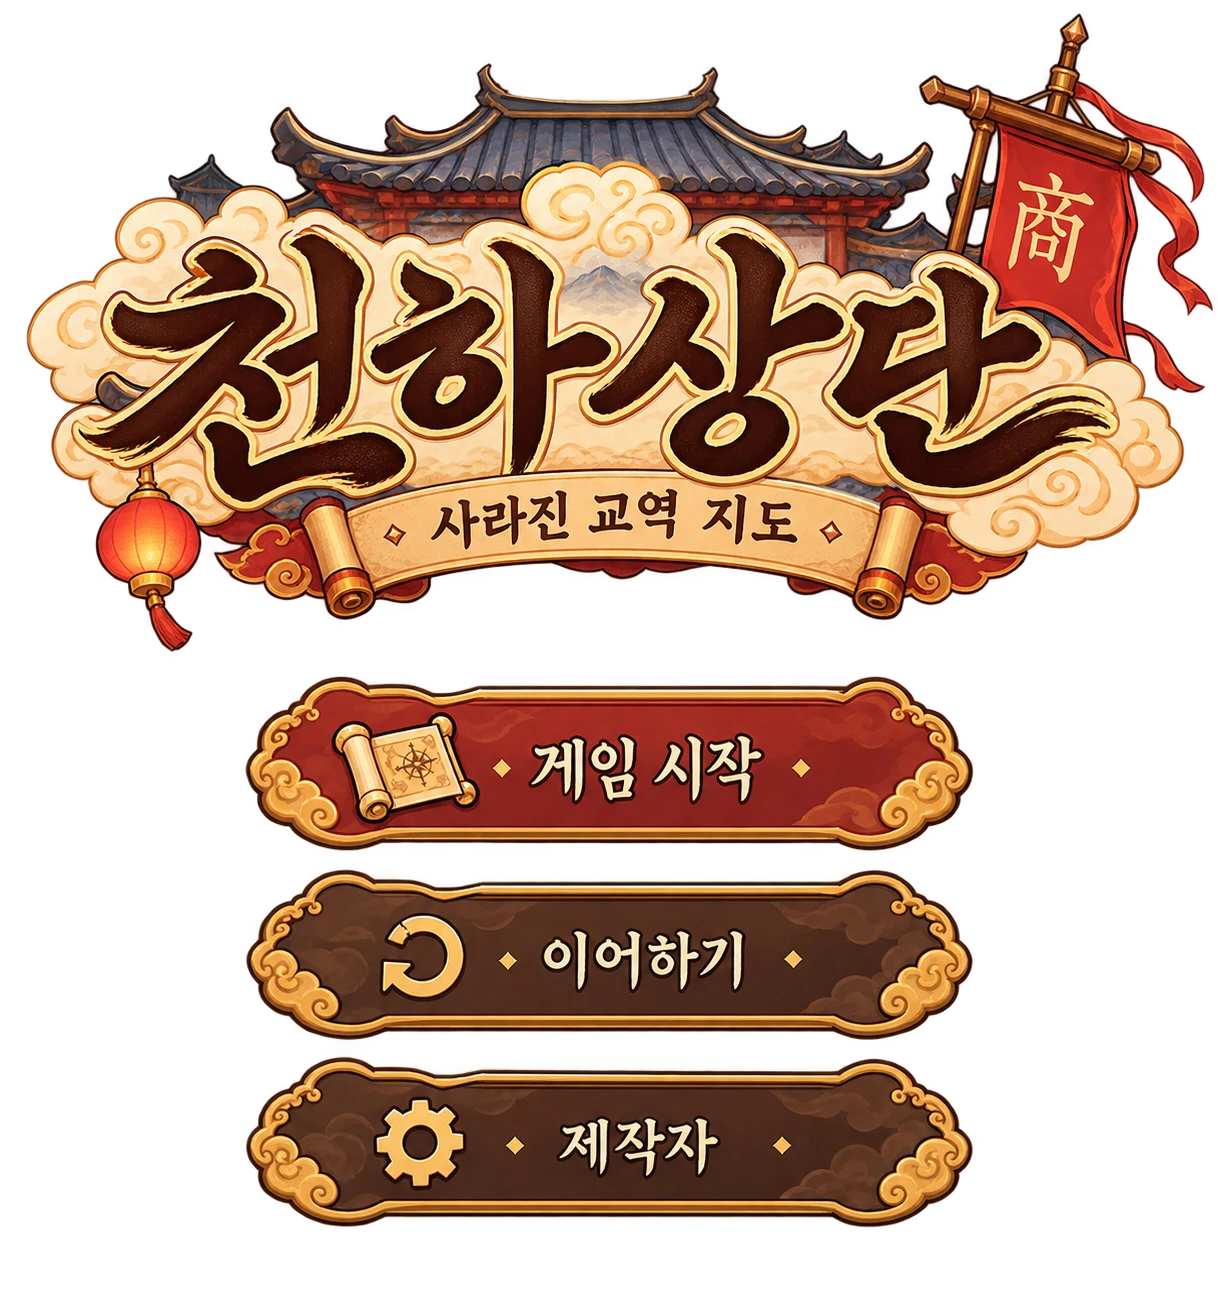 商
천하상단
사라진 교역 지도
게임 시작
이어하기
제작자